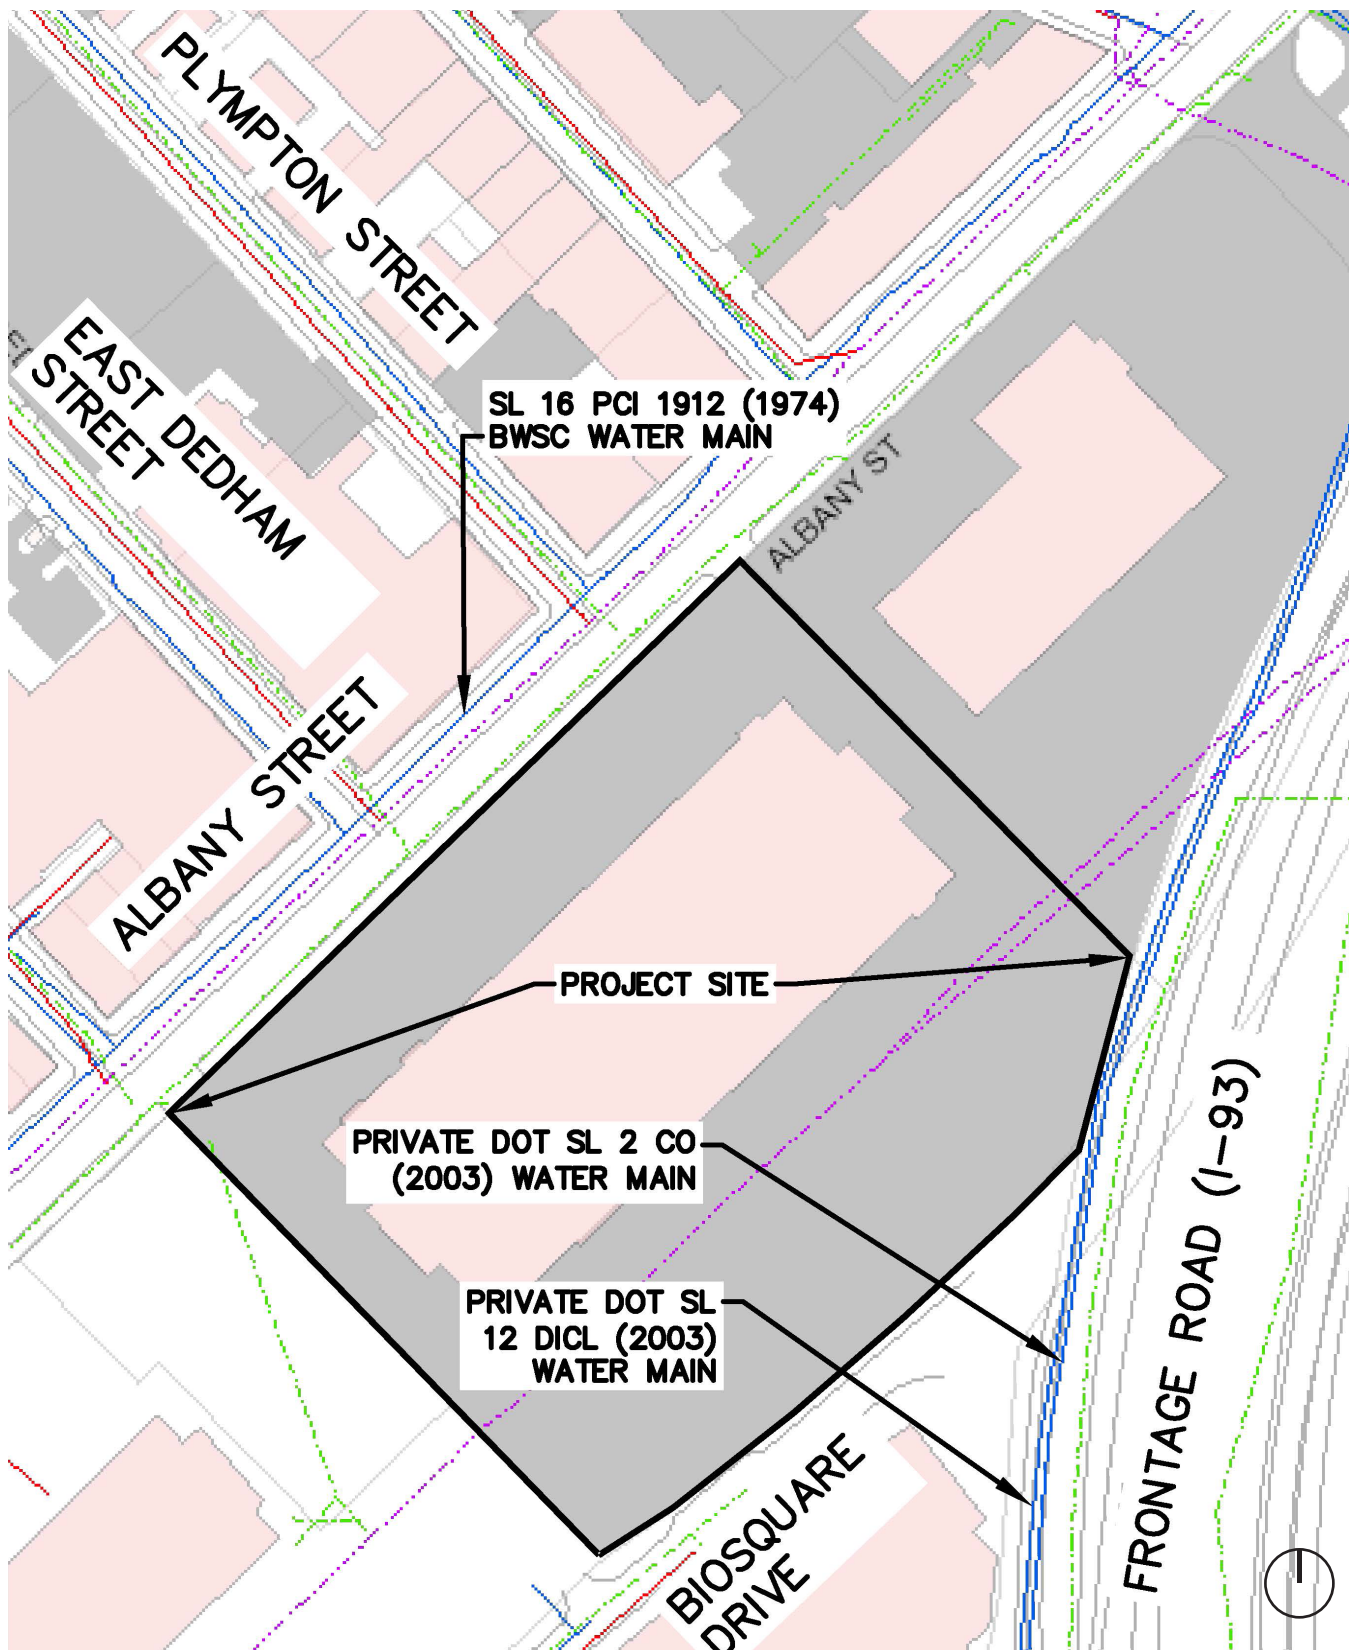 PLYMPTON STREET
EAST DEDHAM
STREET
SL 16 PCI 1912 (1974)
BWSC WATER MAIN
ALBANY ST
ALBANY STREET
PROJECT SITE
PRIVATE DOT SL 2 CO
(2003) WATER MAIN
PRIVATE DOT SL
12 DICL (2003)
WATER MAIN
FRONTAGE ROAD (I-93)
BIOSQUARE
DRIVE